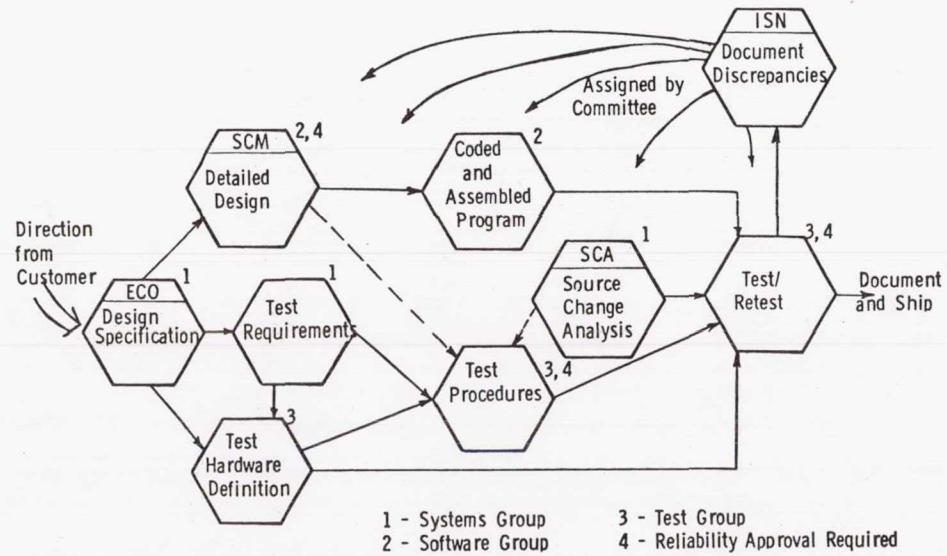 ISN
Document
Discrepancies
Assigned by
Committee
2, 4
SCM
Detailed
Design
2
Coded
and
Assembled
Program
Direction
from
Customer
1
ECO
Design
Specification
1
Test
Requirements
1
SCA
Source
Change
Analysis
3, 4
Test/
Retest
Document
and Ship
3, 4
Test
Procedures
3
Test
Hardware
Definition
1 - Systems Group
2 - Software Group
3 - Test Group
4 - Reliability Approval Required